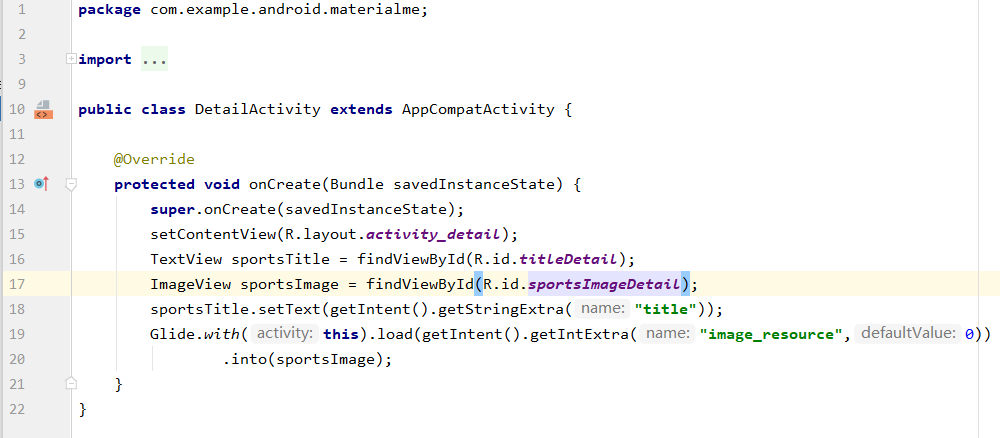 1 package com.example.android.materialme;
2
3 import ...
9
10 public class DetailActivity extends AppCompatActivity {
11
12 @Override
13 protected void onCreate(Bundle savedInstanceState) {
14 super.onCreate(savedInstanceState);
15 setContentView(R.layout.activity_detail);
16 TextView sportsTitle = findViewById(R.id.titleDetail);
17 ImageView sportsImage = findViewById(R.id.sportsImageDetail);
18 sportsTitle.setText(getIntent().getStringExtra( name: "title"));
19 Glide.with( activity: this).load(getIntent().getIntExtra( name: "image_resource", defaultValue: 0))
20 .into(sportsImage);
21 }
22 }